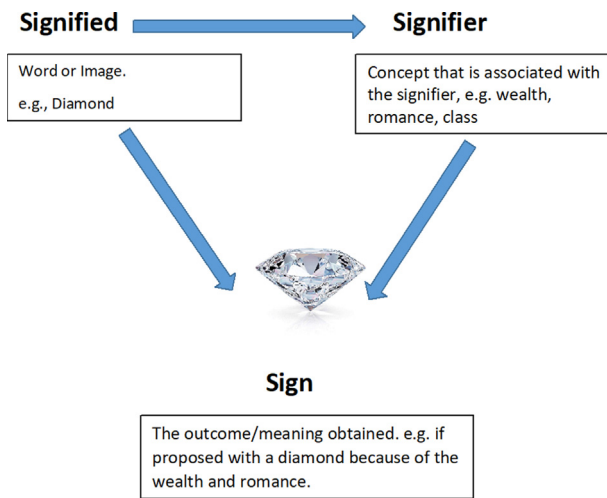 Signified
Signifier
Word or Image.
e.g., Diamond
Concept that is associated with
the signifier, e.g. wealth,
romance, class
Sign
The outcome/meaning obtained. e.g. if
proposed with a diamond because of the
wealth and romance.